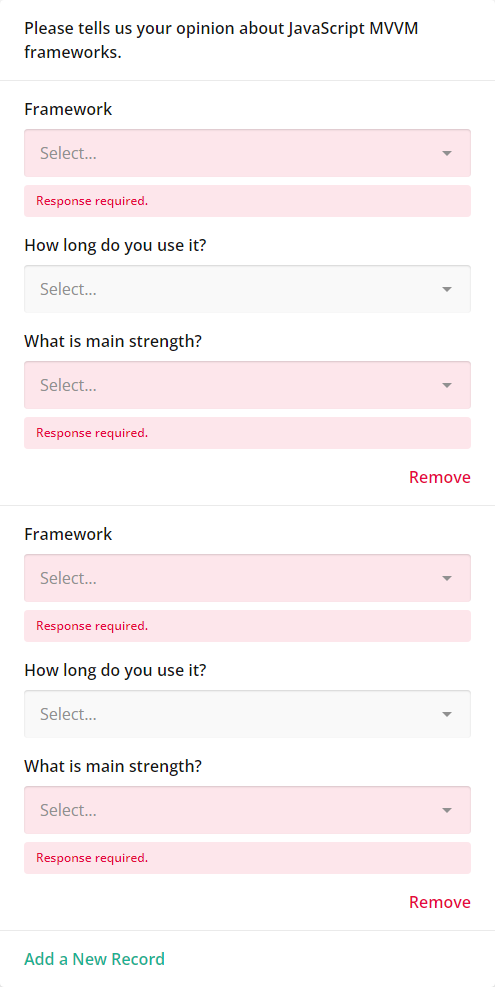 Please tells us your opinion about JavaScript MVVM
frameworks.
Framework
Select...
Response required.
How long do you use it?
Select...
What is main strength?
Select...
Response required.
Remove
Framework
Select...
Response required.
How long do you use it?
Select...
What is main strength?
Select...
Response required.
Remove
Add a New Record